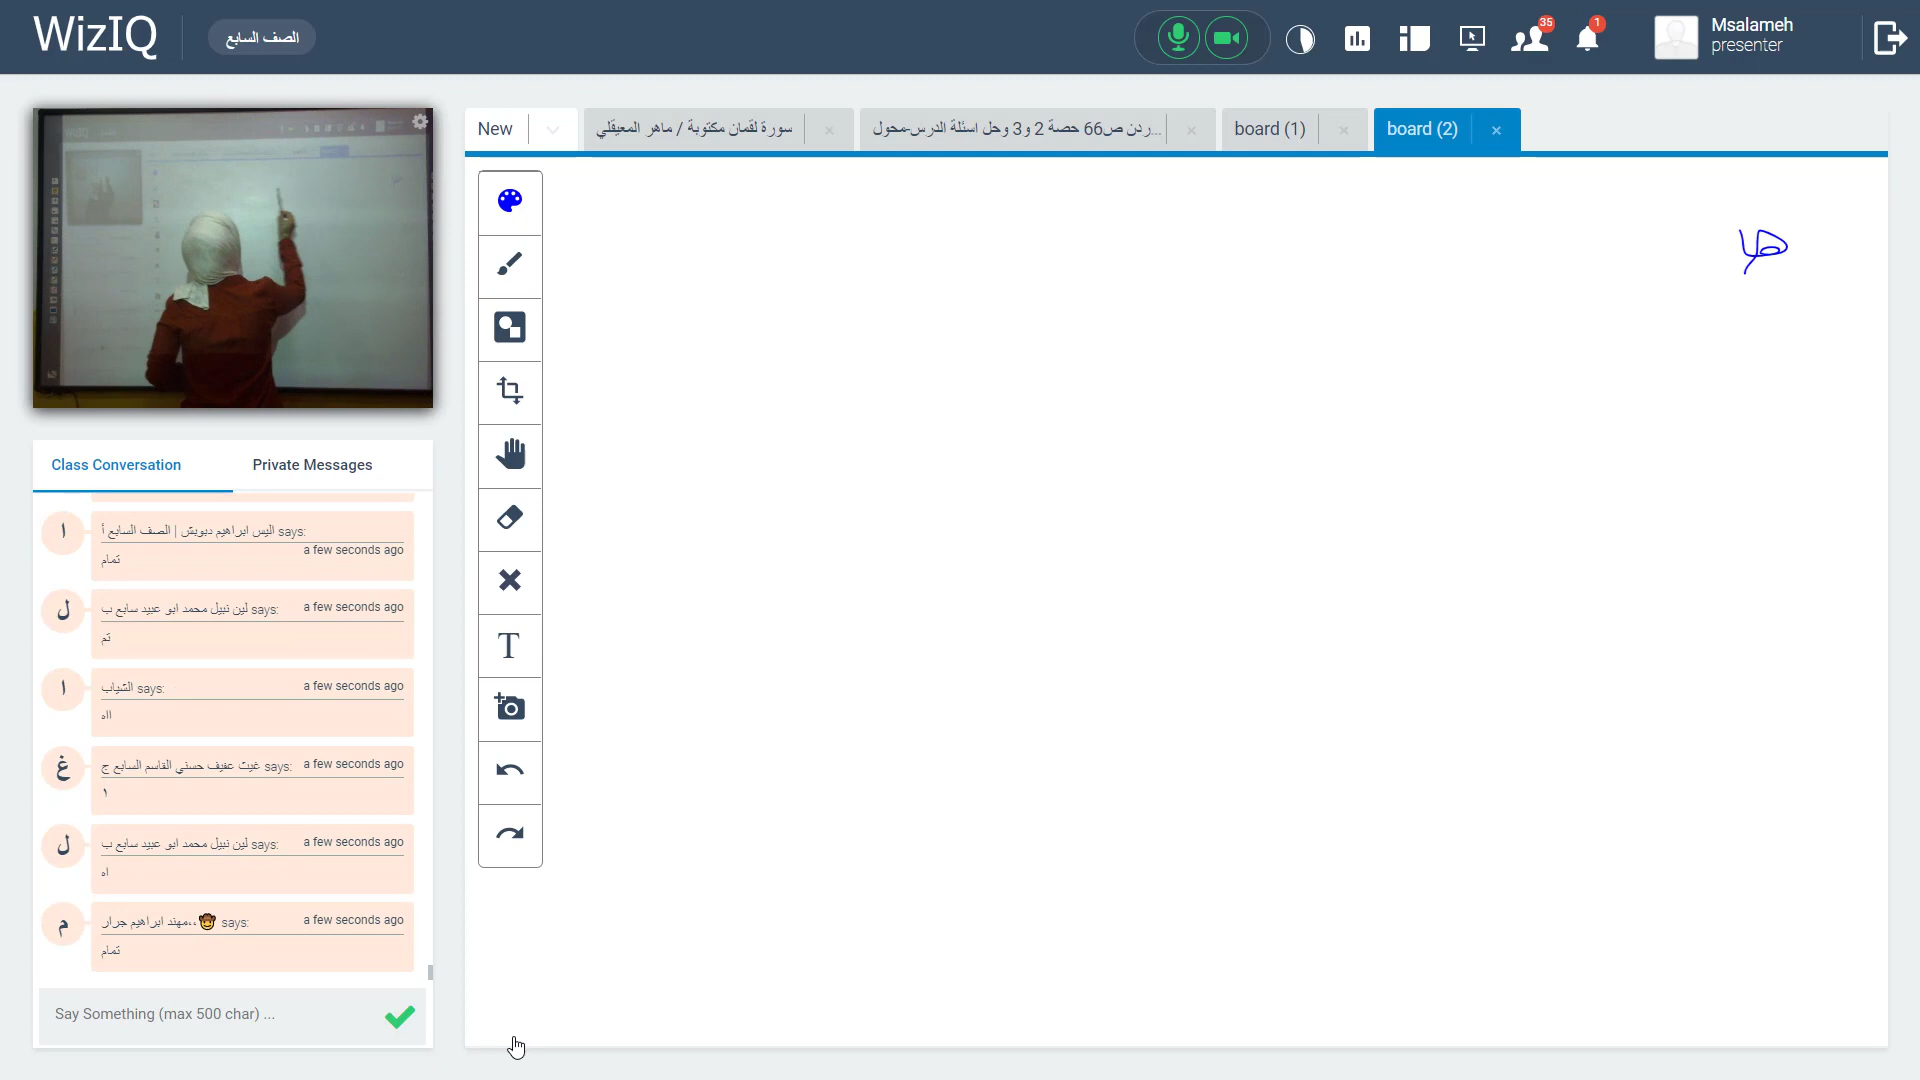 WizIQ
الصف السابع
35
1
Msalameh
presenter
New
سورة لقمان مكتوبة / ماهر المعيقلي
...ردن ص66 حصة 2 و3 وحل اسئلة الدرس-محول
board (1)
board (2)
Class Conversation
Private Messages
ا
اليس ابراهيم دبوبش | الصف السابع أ says:
a few seconds ago
تمام
ل
لين نبيل محمد ابو عبيد سابع ب says:
a few seconds ago
تم
ا
الشياب says:
a few seconds ago
ااه
غ
غيث عفيف حسني القاسم السابع ج says:
a few seconds ago
١
ل
لين نبيل محمد ابو عبيد سابع ب says:
a few seconds ago
اه
م
مهند ابراهيم جرار،، says:
a few seconds ago
تمام
T
Say Something (max 500 char) ...